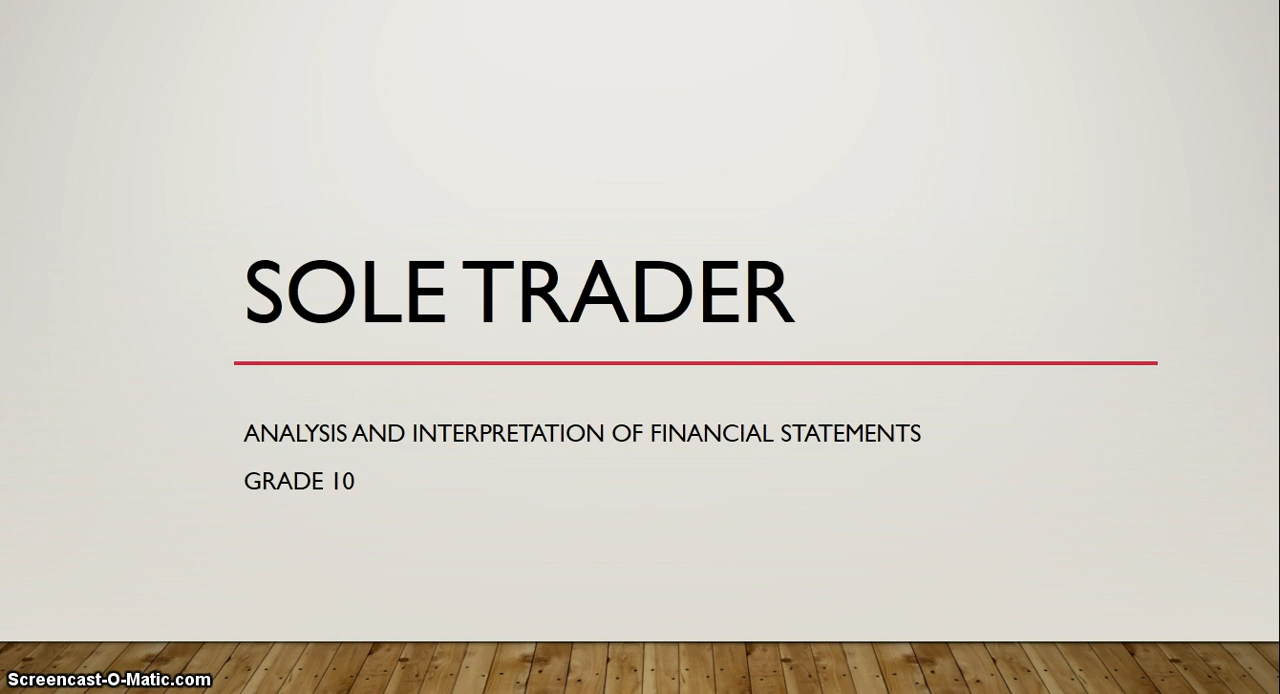 SOLE TRADER
ANALYSIS AND INTERPRETATION OF FINANCIAL STATEMENTS
GRADE 10
Screencast-O-Matic.com